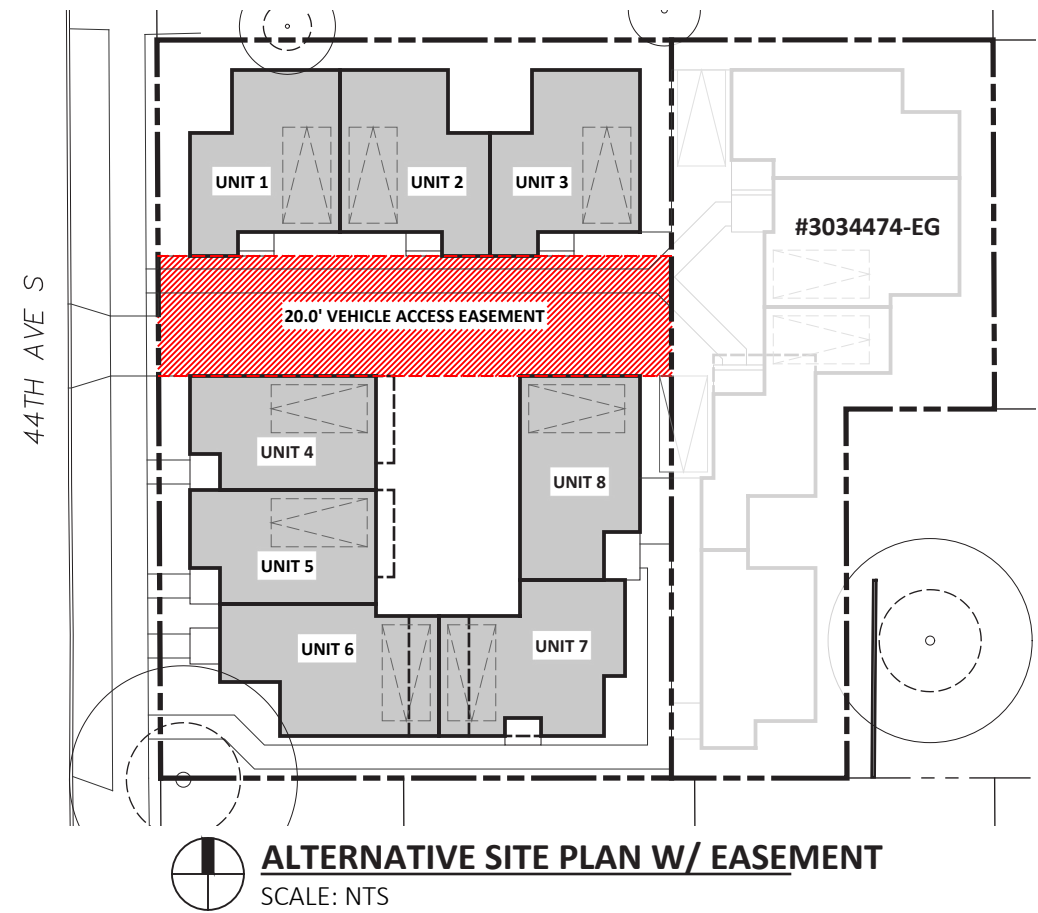 UNIT 1
UNIT 2
UNIT 3
#3034474-EG
20.0' VEHICLE ACCESS EASEMENT
44TH AVE S
UNIT 4
UNIT 8
UNIT 5
UNIT 6
UNIT 7
ALTERNATIVE SITE PLAN W/ EASEMENT
SCALE: NTS